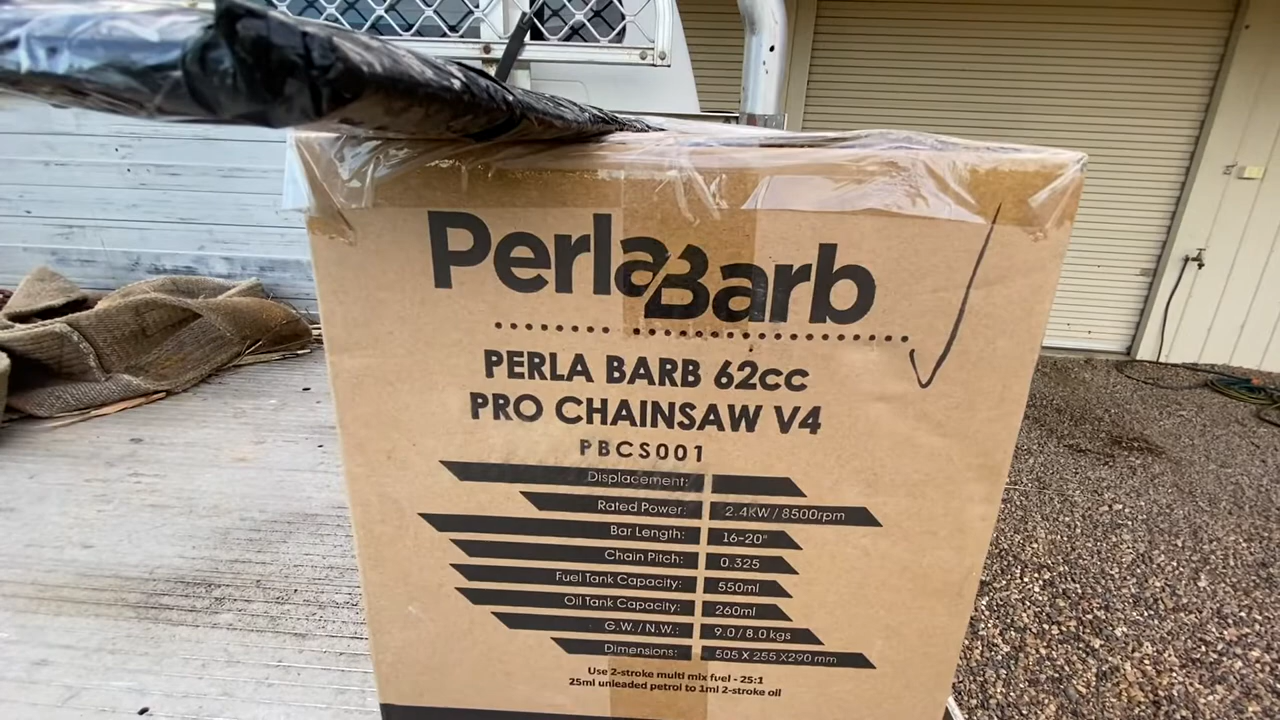 PerlaBarb
PERLA BARB 62cc
PRO CHAINSAW V4
PBCS001
Displacement:
Rated Power: 2.4KW / 8500rpm
Bar Length: 16-20"
Chain Pitch: 0.325
Fuel Tank Capacity: 550ml
Oil Tank Capacity: 260ml
G.W. / N.W.: 9.0 / 8.0 kgs
Dimensions: 505 X 255 X290 mm
Use 2-stroke multi mix fuel - 25:1
25ml unleaded petrol to 1ml 2-stroke oil